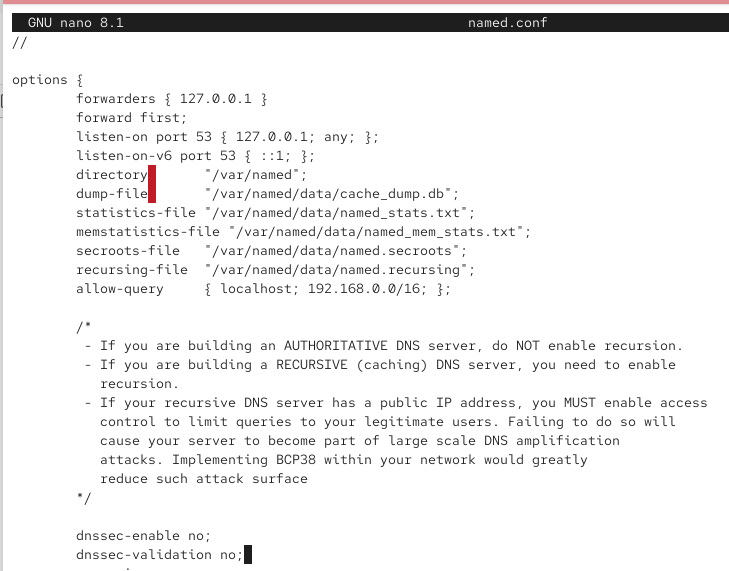 GNU nano 8.1 named.conf
//
options {
forwarders { 127.0.0.1 }
forward first;
listen-on port 53 { 127.0.0.1; any; };
listen-on-v6 port 53 { ::1; };
directory "/var/named";
dump-file "/var/named/data/cache_dump.db";
statistics-file "/var/named/data/named_stats.txt";
memstatistics-file "/var/named/data/named_mem_stats.txt";
secroots-file "/var/named/data/named.secroots";
recursing-file "/var/named/data/named.recursing";
allow-query { localhost; 192.168.0.0/16; };
/*
- If you are building an AUTHORITATIVE DNS server, do NOT enable recursion.
- If you are building a RECURSIVE (caching) DNS server, you need to enable
recursion.
- If your recursive DNS server has a public IP address, you MUST enable access
control to limit queries to your legitimate users. Failing to do so will
cause your server to become part of large scale DNS amplification
attacks. Implementing BCP38 within your network would greatly
reduce such attack surface
*/
dnssec-enable no;
dnssec-validation no;